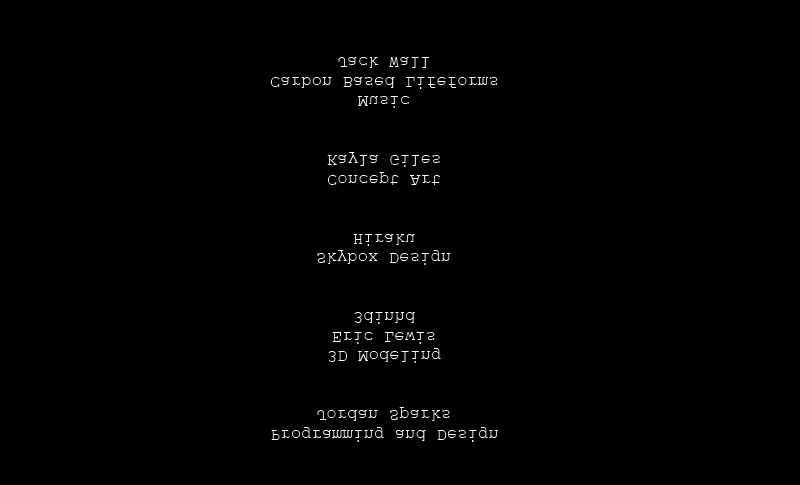 Programming and Design
Jordan Sparks
3D Modeling
Eric Lewis
3dinhd
Skybox Design
Hiraku
Concept Art
Kayla Giles
Music
Carbon Based Lifeforms
Jack Wall